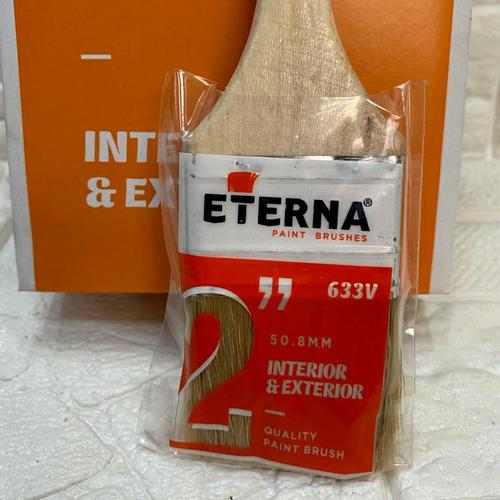 INTE
& EX
ETERNA®
PAINT BRUSHES
2” 633V
50.8MM
INTERIOR
& EXTERIOR
QUALITY
PAINT BRUSH